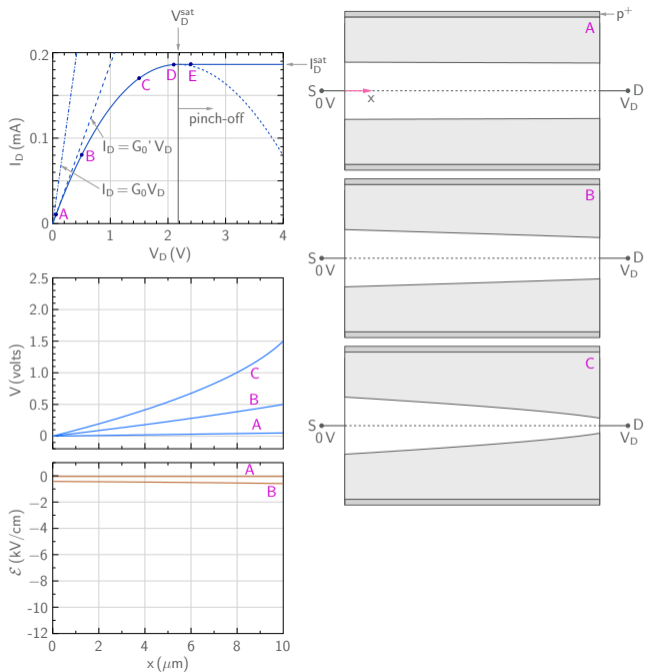 V_D^sat
0.2
0.1
0
I_D (mA)
A
B
C
D
E
I_D^sat
pinch-off
I_D = G_0' V_D
I_D = G_0 V_D
0 1 2 3 4
V_D (V)
2.5
2.0
1.5
1.0
0.5
0
V (volts)
C
B
A
0
−2
−4
−6
−8
−10
-12
ℰ (kV/cm)
A
B
0 2 4 6 8 10
x (μm)
A
p+
S
0 V
x
D
V_D
B
S
0 V
D
V_D
C
S
0 V
D
V_D